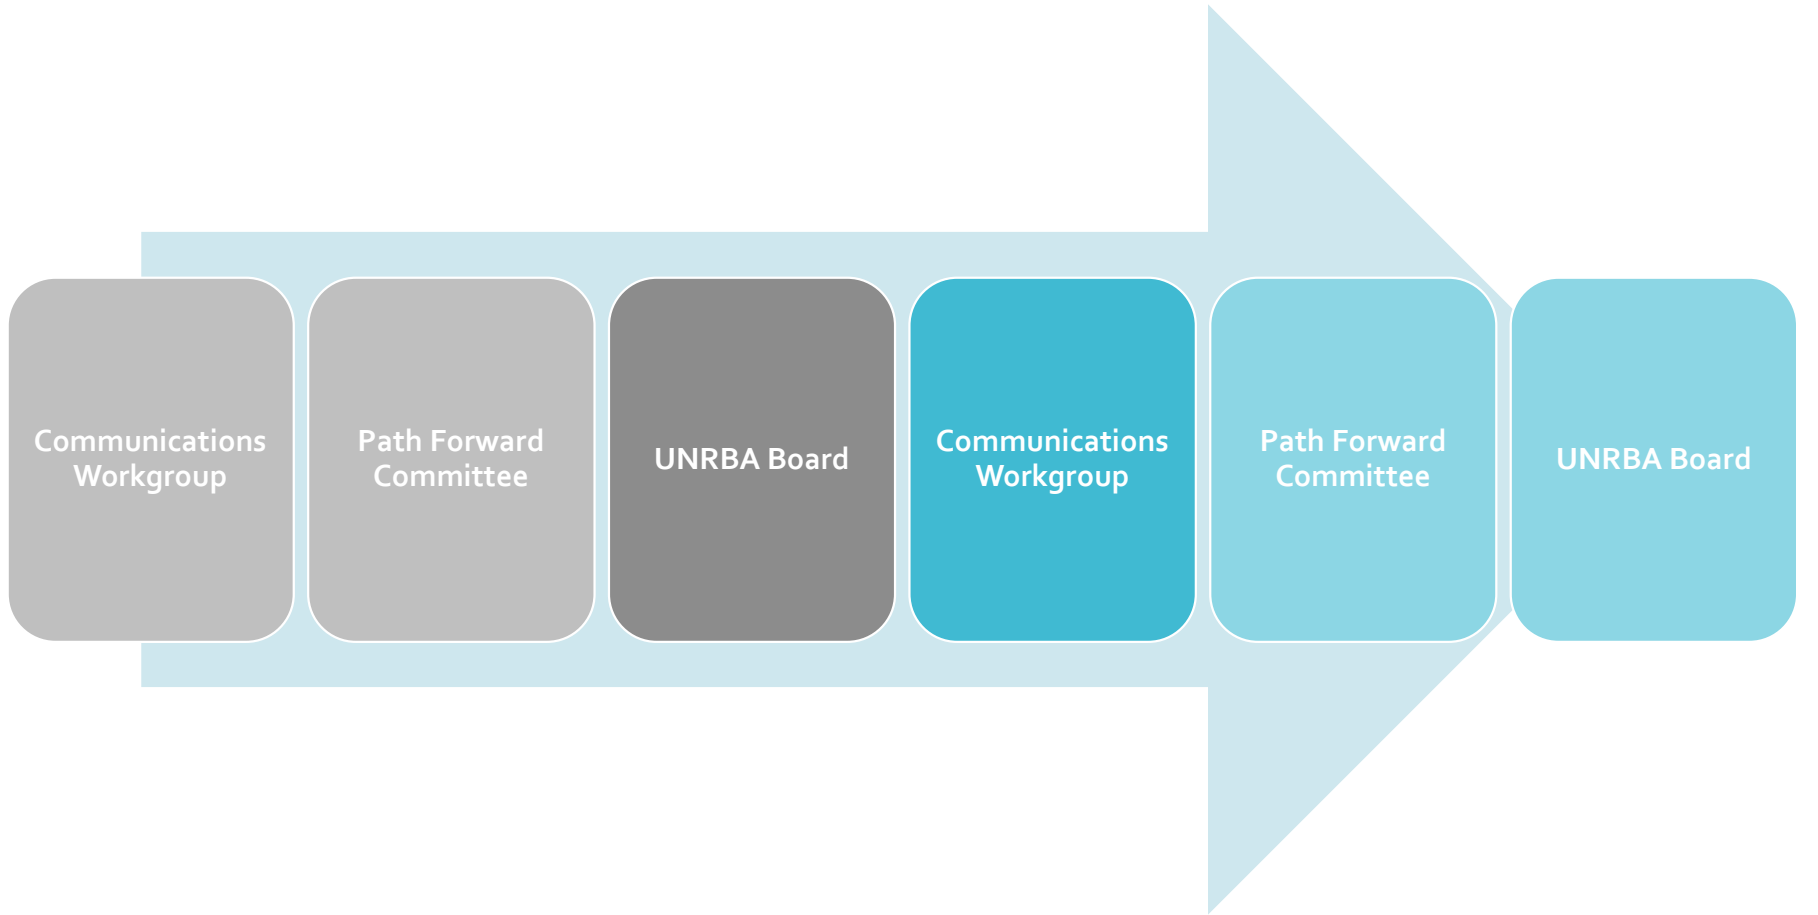 Communications
Workgroup
Path Forward
Committee
UNRBA Board
Communications
Workgroup
Path Forward
Committee
UNRBA Board